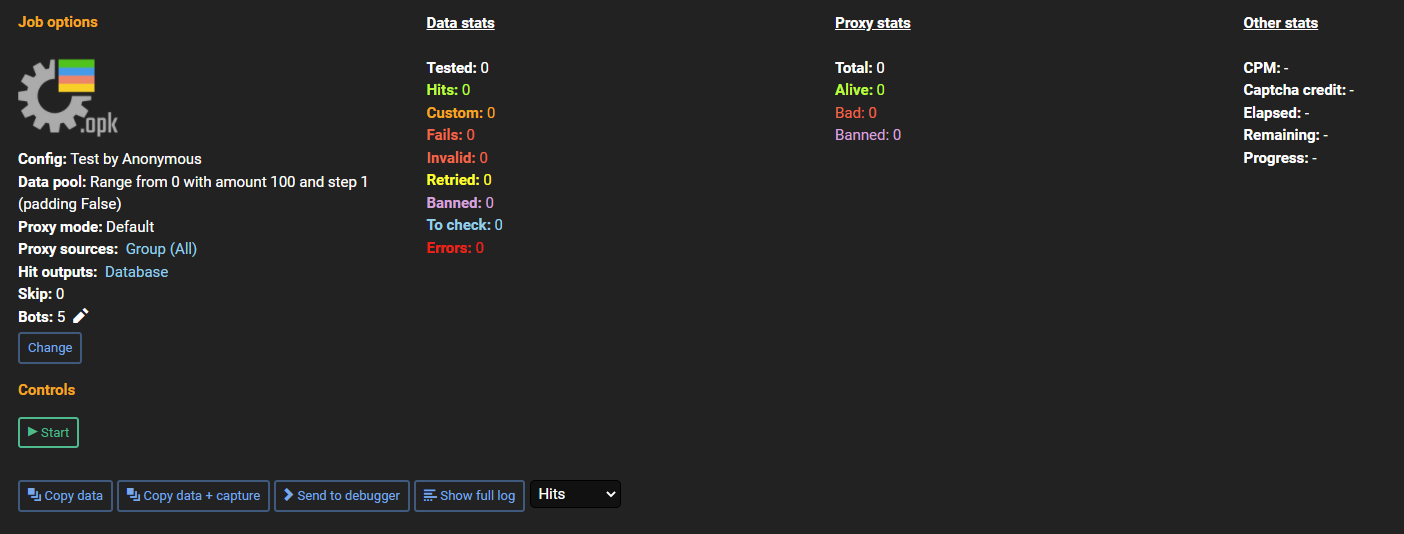 Job options
.opk
Config: Test by Anonymous
Data pool: Range from 0 with amount 100 and step 1
(padding False)
Proxy mode: Default
Proxy sources: Group (All)
Hit outputs: Database
Skip: 0
Bots: 5
Change
Controls
Start
Data stats
Tested: 0
Hits: 0
Custom: 0
Fails: 0
Invalid: 0
Retried: 0
Banned: 0
To check: 0
Errors: 0
Proxy stats
Total: 0
Alive: 0
Bad: 0
Banned: 0
Other stats
CPM: -
Captcha credit: -
Elapsed: -
Remaining: -
Progress: -
Copy data Copy data + capture Send to debugger Show full log Hits